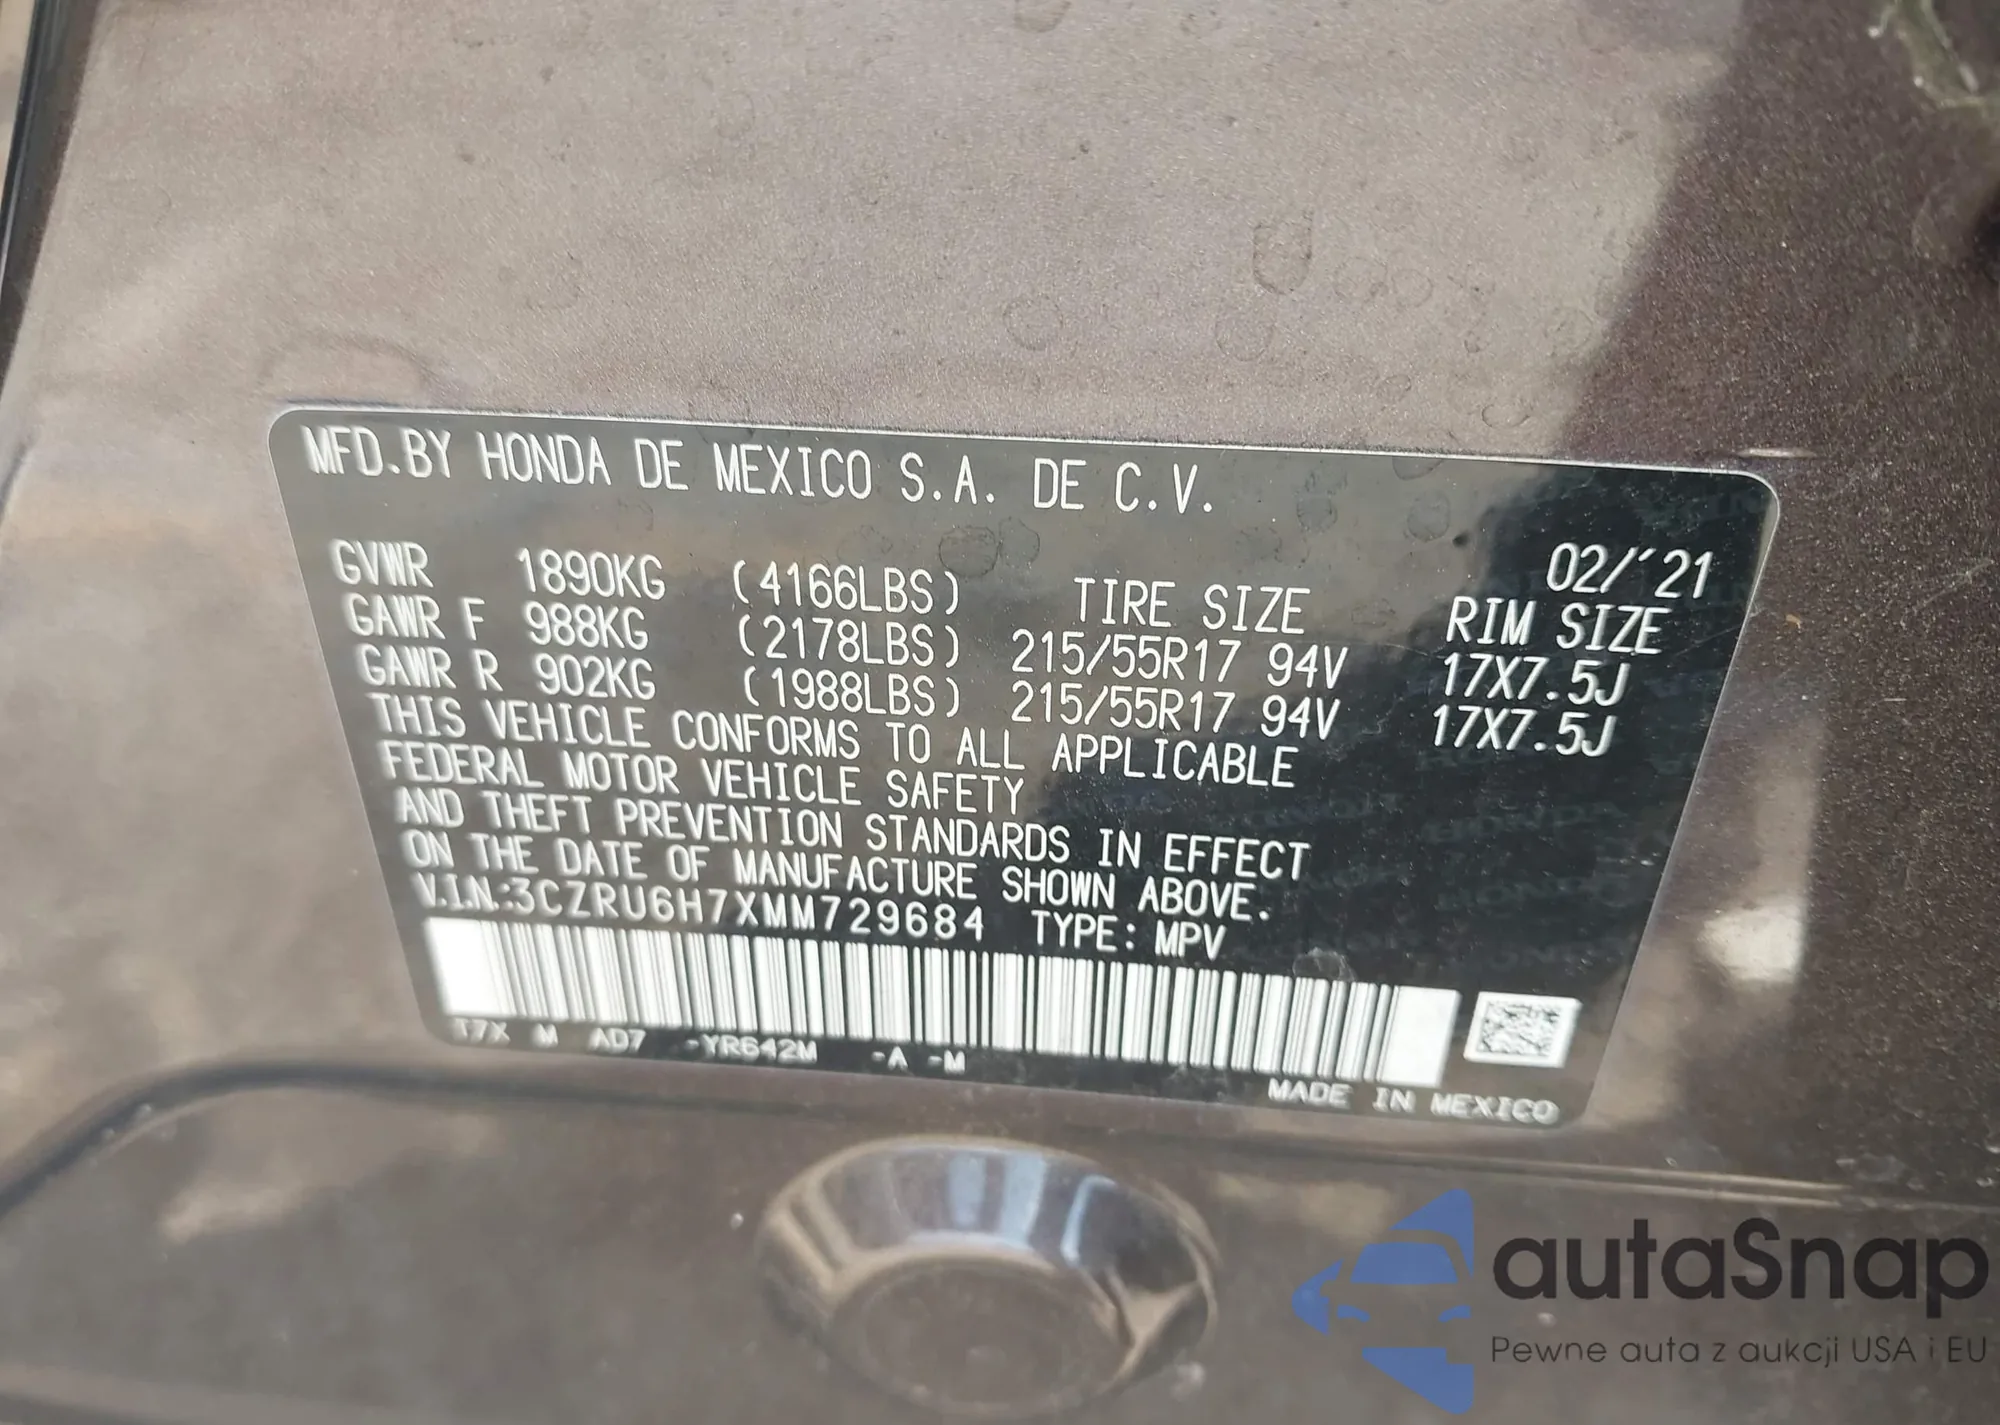 MFD.BY HONDA DE MEXICO S.A. DE C.V.
02/'21
GVWR 1890KG (4166LBS) TIRE SIZE RIM SIZE
GAWR F 988KG (2178LBS) 215/55R17 94V 17X7.5J
GAWR R 902KG (1988LBS) 215/55R17 94V 17X7.5J
THIS VEHICLE CONFORMS TO ALL APPLICABLE
FEDERAL MOTOR VEHICLE SAFETY
AND THEFT PREVENTION STANDARDS IN EFFECT
ON THE DATE OF MANUFACTURE SHOWN ABOVE.
V.I.N.:3CZRU6H7XMM729684 TYPE: MPV
T7X M AD7 -YR642M -A -M
MADE IN MEXICO
autaSnap
Pewne auta z aukcji USA i EU